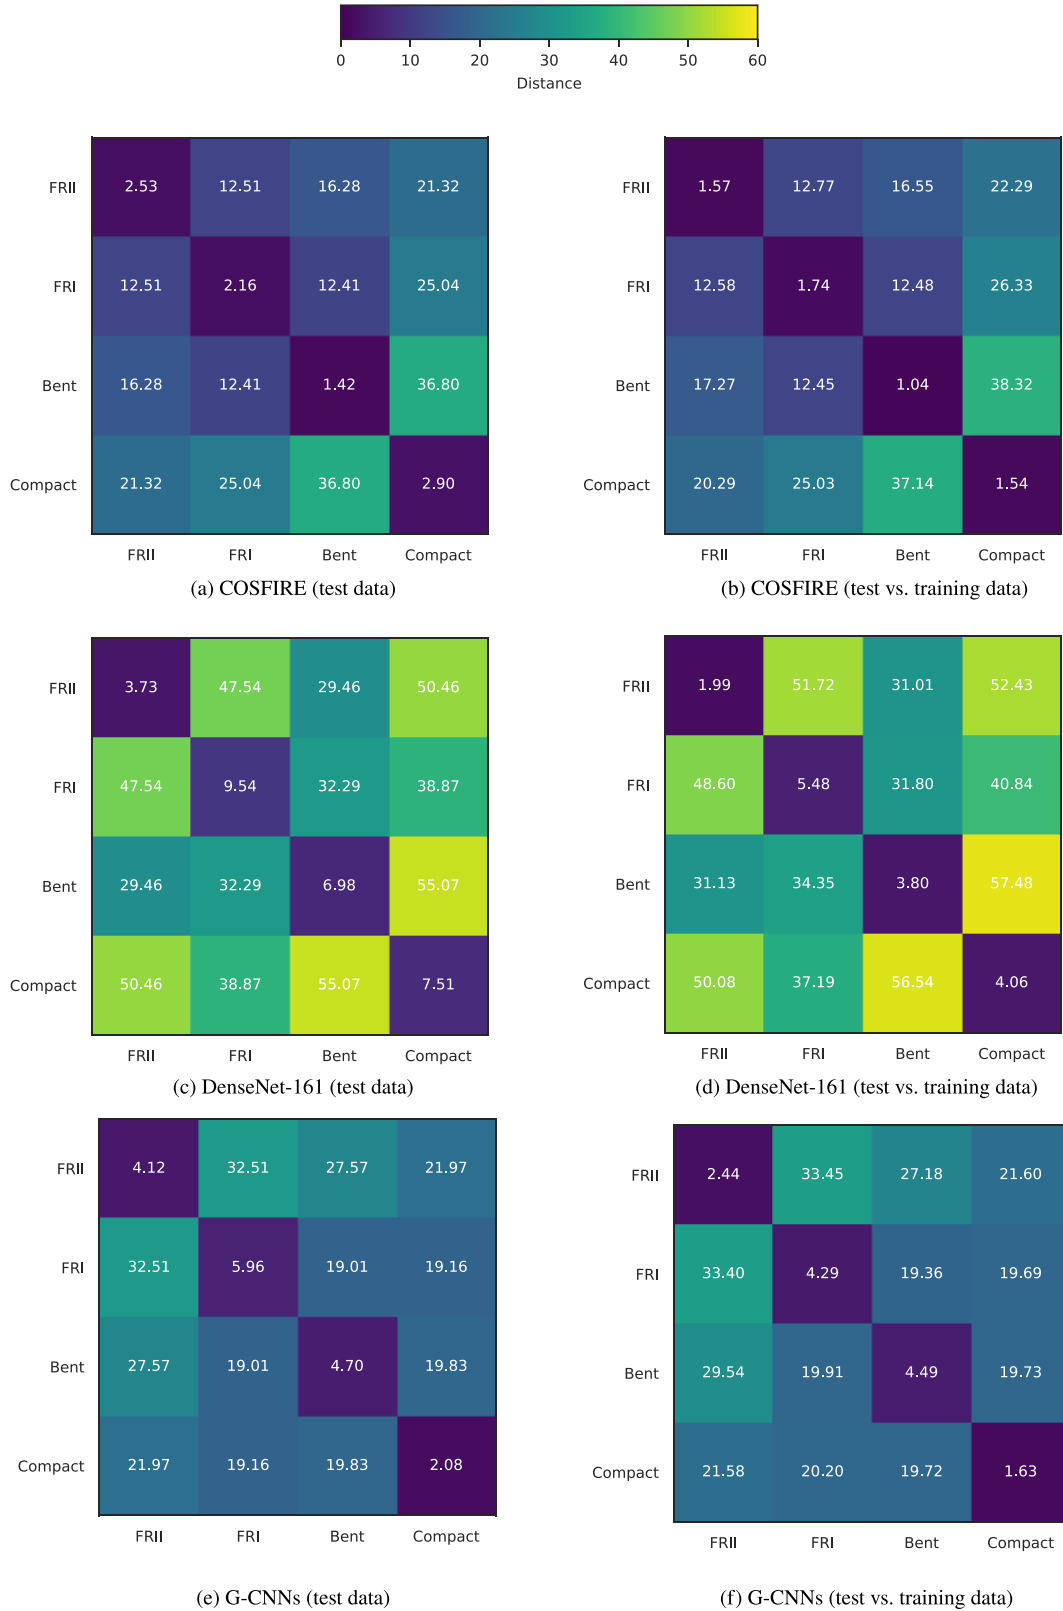 0 10 20 30 40 50 60
Distance
FRII 2.53 12.51 16.28 21.32
FRI 12.51 2.16 12.41 25.04
Bent 16.28 12.41 1.42 36.80
Compact 21.32 25.04 36.80 2.90
FRII FRI Bent Compact
(a) COSFIRE (test data)
FRII 1.57 12.77 16.55 22.29
FRI 12.58 1.74 12.48 26.33
Bent 17.27 12.45 1.04 38.32
Compact 20.29 25.03 37.14 1.54
FRII FRI Bent Compact
(b) COSFIRE (test vs. training data)
FRII 3.73 47.54 29.46 50.46
FRI 47.54 9.54 32.29 38.87
Bent 29.46 32.29 6.98 55.07
Compact 50.46 38.87 55.07 7.51
FRII FRI Bent Compact
(c) DenseNet-161 (test data)
FRII 1.99 51.72 31.01 52.43
FRI 48.60 5.48 31.80 40.84
Bent 31.13 34.35 3.80 57.48
Compact 50.08 37.19 56.54 4.06
FRII FRI Bent Compact
(d) DenseNet-161 (test vs. training data)
FRII 4.12 32.51 27.57 21.97
FRI 32.51 5.96 19.01 19.16
Bent 27.57 19.01 4.70 19.83
Compact 21.97 19.16 19.83 2.08
FRII FRI Bent Compact
(e) G-CNNs (test data)
FRII 2.44 33.45 27.18 21.60
FRI 33.40 4.29 19.36 19.69
Bent 29.54 19.91 4.49 19.73
Compact 21.58 20.20 19.72 1.63
FRII FRI Bent Compact
(f) G-CNNs (test vs. training data)